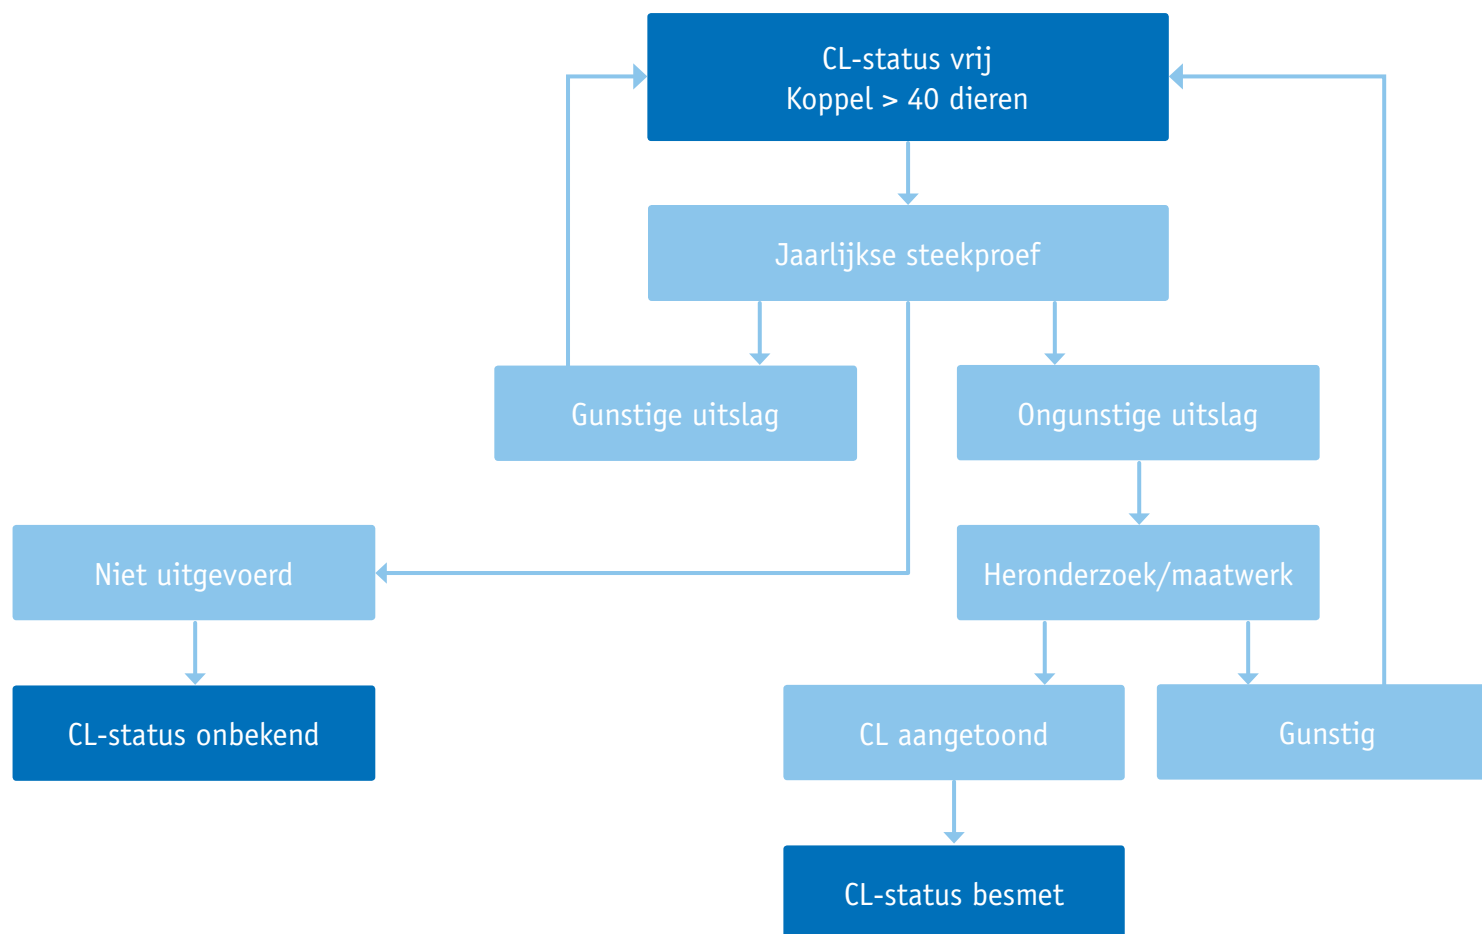 CL-status vrij
Koppel > 40 dieren
Jaarlijkse steekproef
Gunstige uitslag
Ongunstige uitslag
Niet uitgevoerd
Heronderzoek/maatwerk
CL-status onbekend
CL aangetoond
Gunstig
CL-status besmet